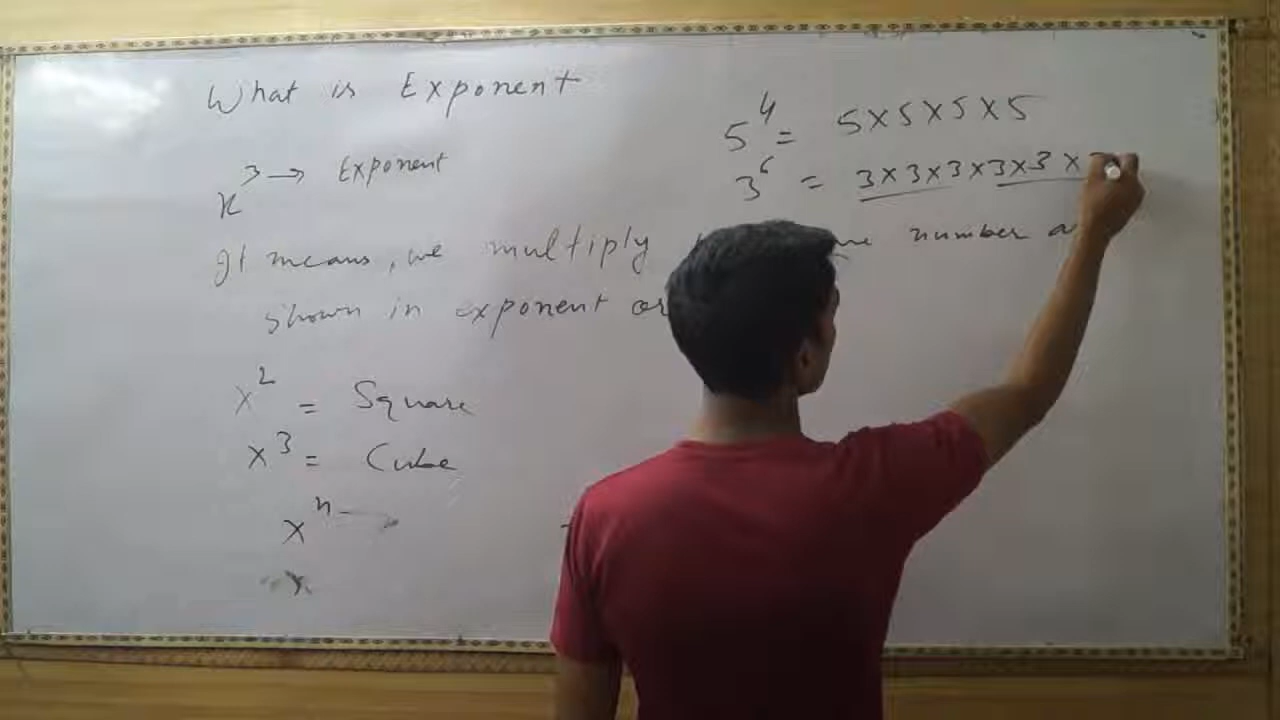 What is Exponent
x³ → Exponent
It means, we multiply number
shown in exponent or
x² = Square
x³ = Cube
xⁿ →
x
5⁴ = 5×5×5×5
3⁶ = 3×3×3×3×3×